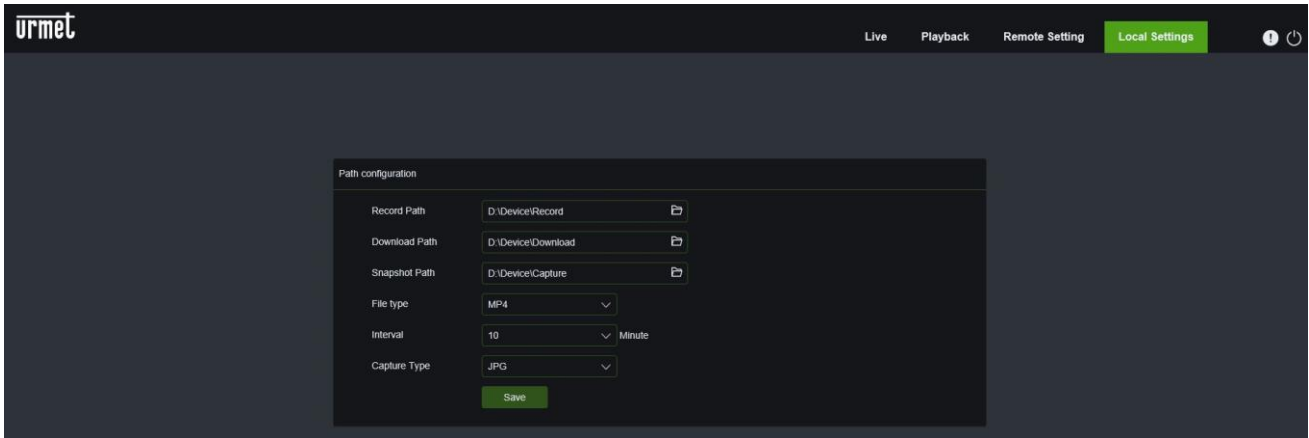 urmet
Live Playback Remote Setting Local Settings
Path configuration
Record Path D:\Device\Record
Download Path D:\Device\Download
Snapshot Path D:\Device\Capture
File type MP4
Interval 10 Minute
Capture Type JPG
Save